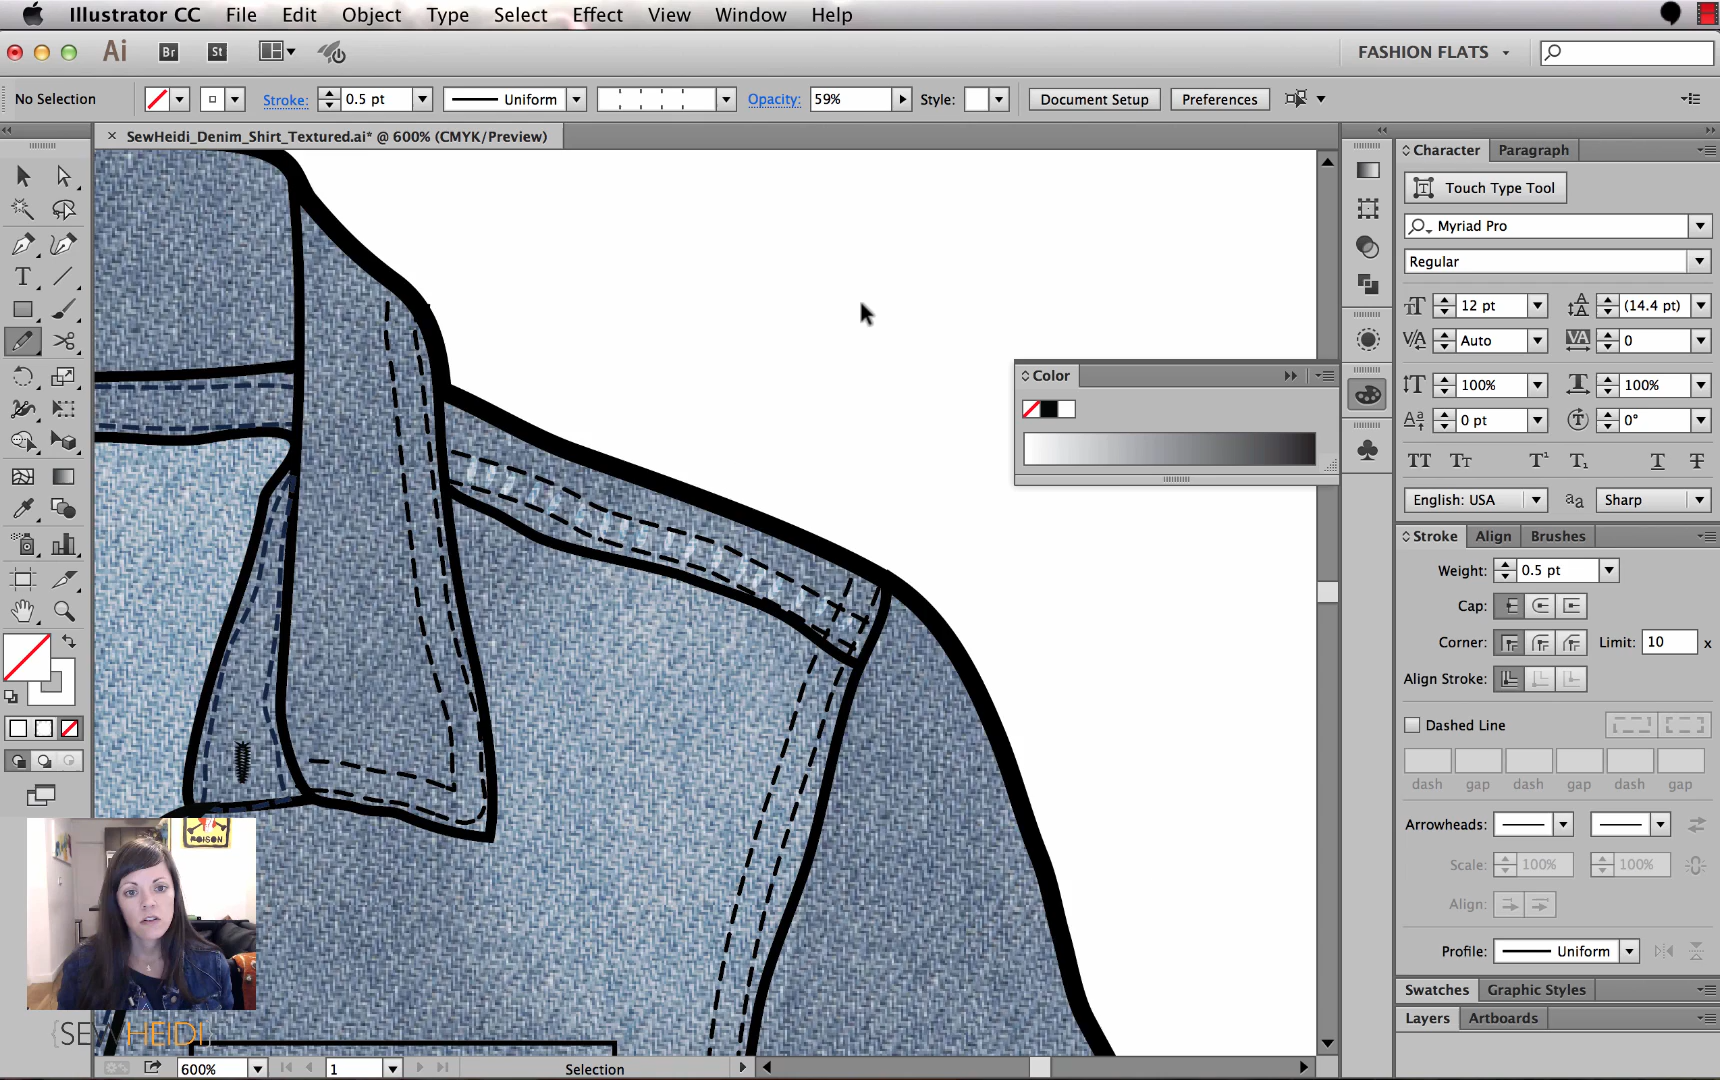 Illustrator CC File Edit Object Type Select Effect View Window Help
Ai Br St FASHION FLATS
No Selection Stroke: 0.5 pt Uniform Opacity: 59% Style: Document Setup Preferences
× SewHeidi_Denim_Shirt_Textured.ai* @ 600% (CMYK/Preview)
Character Paragraph
Touch Type Tool
Myriad Pro
Regular
12 pt (14.4 pt)
Auto 0
100% 100%
0 pt 0°
English: USA Sharp
Color
Stroke Align Brushes
Weight: 0.5 pt
Cap:
Corner: Limit: 10 x
Align Stroke:
Dashed Line
dash gap dash gap dash gap
Arrowheads:
Scale: 100% 100%
Align:
Profile: Uniform
Swatches Graphic Styles
Layers Artboards
POISON
{SEWHEIDI}
600% 1 Selection